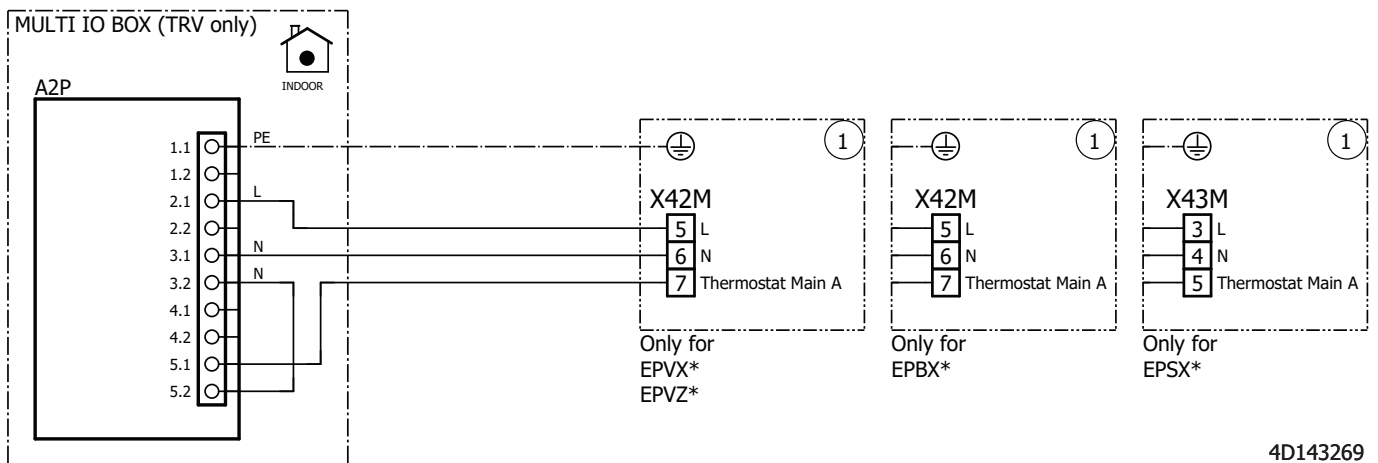 MULTI IO BOX (TRV only)
INDOOR
A2P
1.1
PE
1.2
2.1
L
2.2
3.1
N
3.2
N
4.1
4.2
5.1
5.2
1
X42M
5 L
6 N
7 Thermostat Main A
Only for
EPVX*
EPVZ*
1
X42M
5 L
6 N
7 Thermostat Main A
Only for
EPBX*
1
X43M
3 L
4 N
5 Thermostat Main A
Only for
EPSX*
4D143269